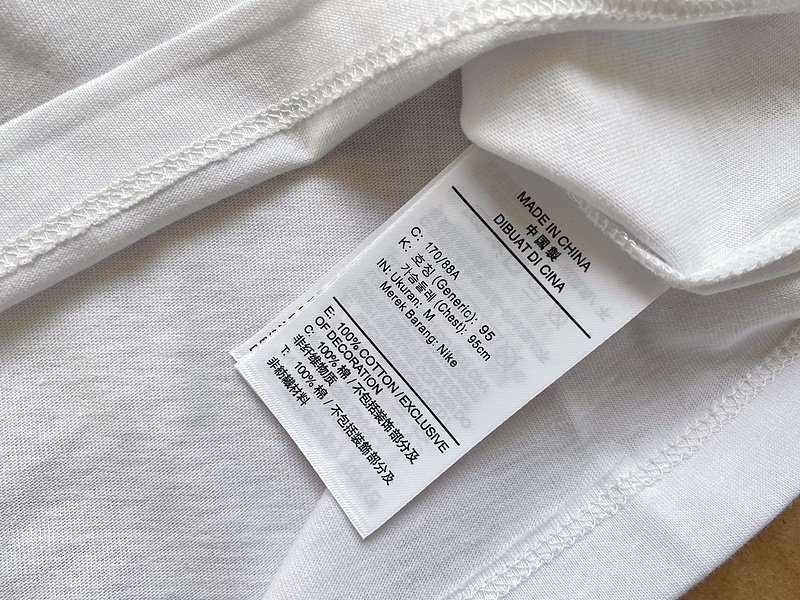 MADE IN CHINA
中国製
DIBUAT DI CINA
C: 170/88A
K: 호칭 (Generic): 95
가슴둘레 (Chest): 95cm
IN: Ukuran: M
Merek Barang: Nike
E: 100% COTTON/EXCLUSIVE
OF DECORATION
C: 100% 棉 / 不包括装饰部分及
非纤维物质
T: 100% 棉 / 不包括裝飾部分及
非紡織材料